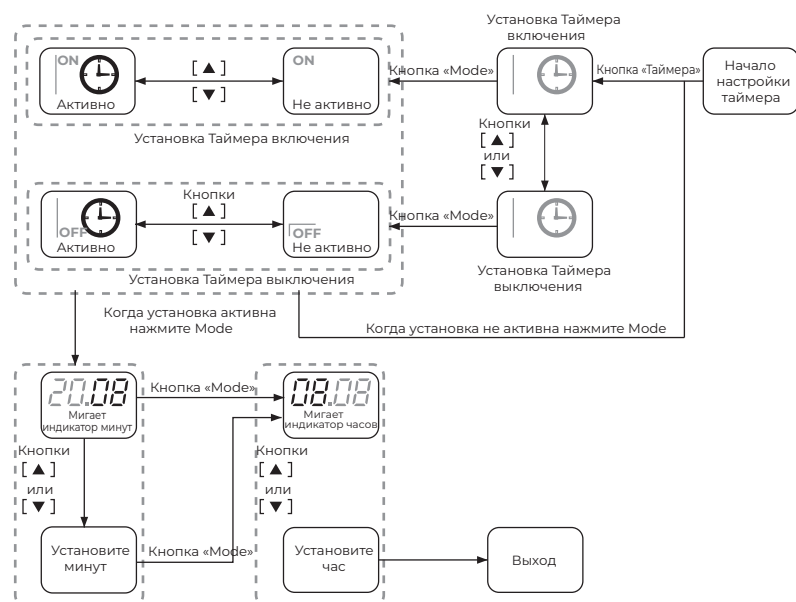 Установка Таймера
включения
ON
Активно
[▲]
[▼]
ON
Не активно
Кнопка «Mode»
Кнопка «Таймера»
Начало
настройки
таймера
Установка Таймера включения
Кнопки
[▲]
или
[▼]
OFF
Активно
Кнопки
[▲]
[▼]
OFF
Не активно
Кнопка «Mode»
Установка Таймера выключения
Установка Таймера
выключения
Когда установка активна
нажмите Mode
Когда установка не активна нажмите Mode
20.08
Мигает
индикатор минут
Кнопка «Mode»
08.08
Мигает
индикатор часов
Кнопки
[▲]
или
[▼]
Кнопки
[▲]
или
[▼]
Установите
минут
Кнопка «Mode»
Установите
час
Выход